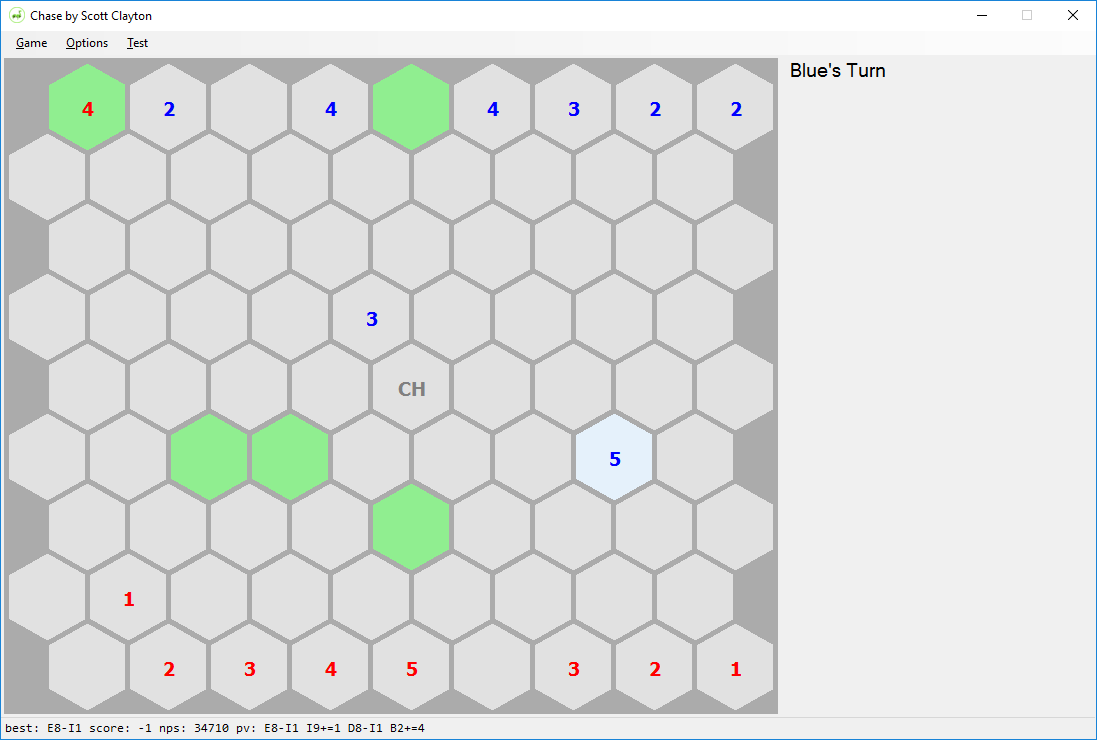 Chase by Scott Clayton
Game Options Test
Blue's Turn
4 2 4 4 3 2 2
3
CH
5
1
2 3 4 5 3 2 1
best: E8-I1 score: -1 nps: 34710 pv: E8-I1 I9+=1 D8-I1 B2+=4